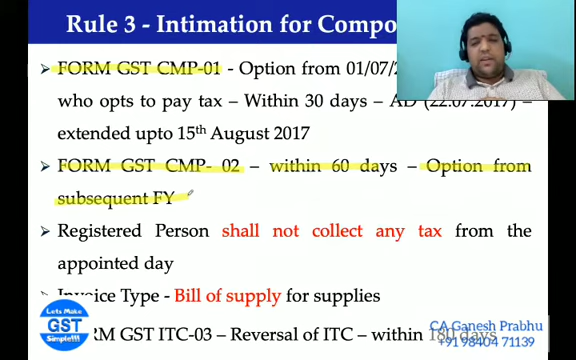 Rule 3 - Intimation for Compo
FORM GST CMP-01 - Option from 01/07/2
who opts to pay tax – Within 30 days – AD (22.07.2017) –
extended upto 15th August 2017
FORM GST CMP- 02 – within 60 days – Option from
subsequent FY
Registered Person shall not collect any tax from the
appointed day
Invoice Type - Bill of supply for supplies
RM GST ITC-03 – Reversal of ITC – within 180 days
Lets Make
GST
Simple!!!
CA Ganesh Prabhu
+91 98404 71139